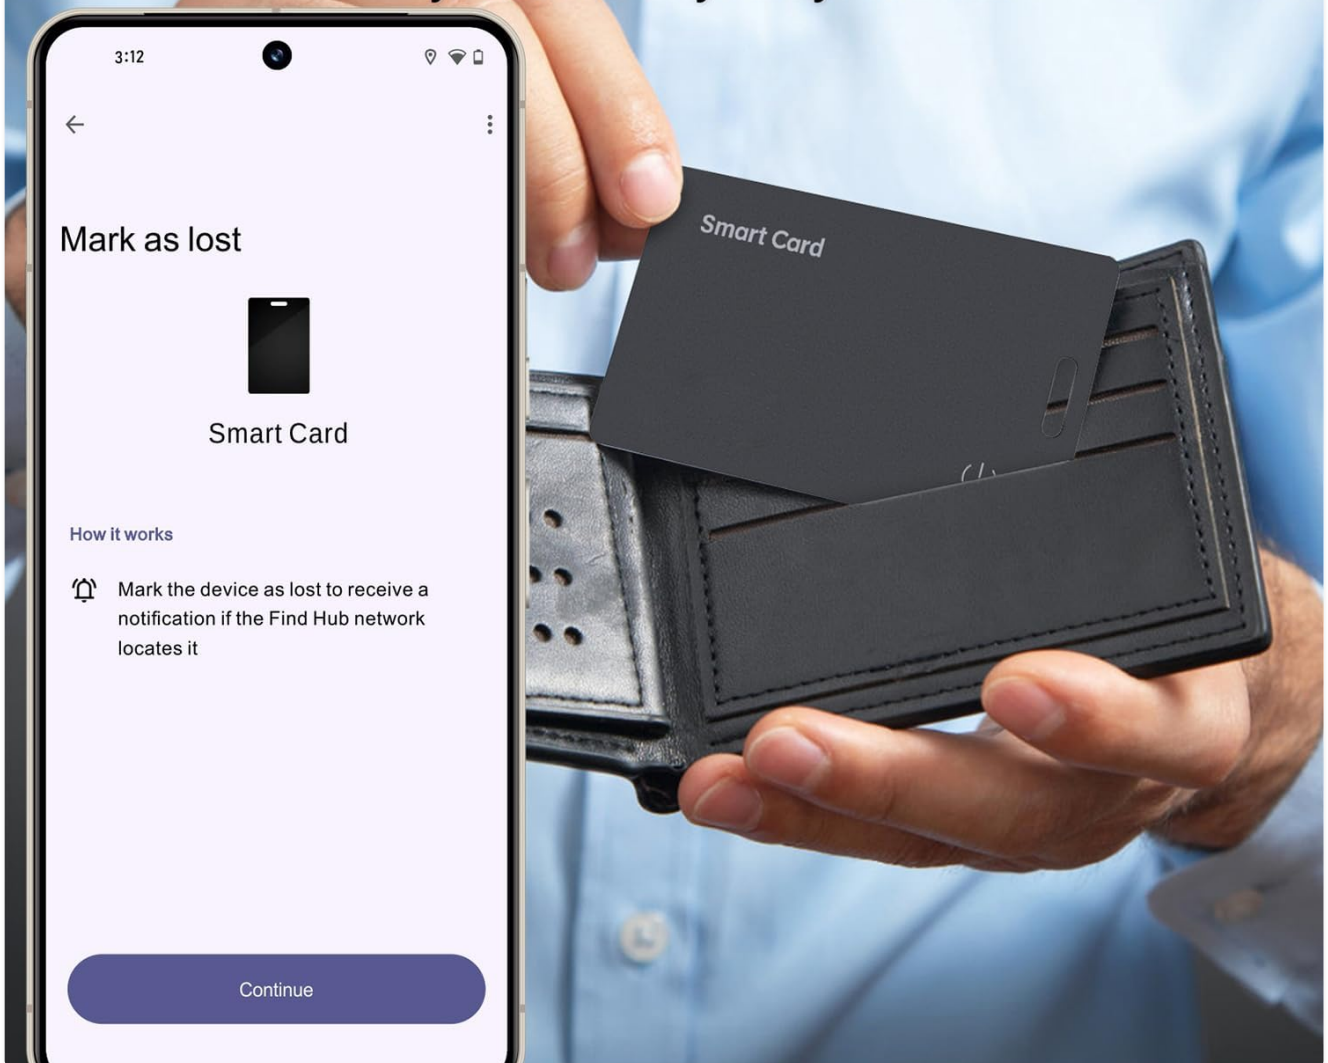 3:12
Mark as lost
Smart Card
How it works
Mark the device as lost to receive a
notification if the Find Hub network
locates it
Continue
Smart Card